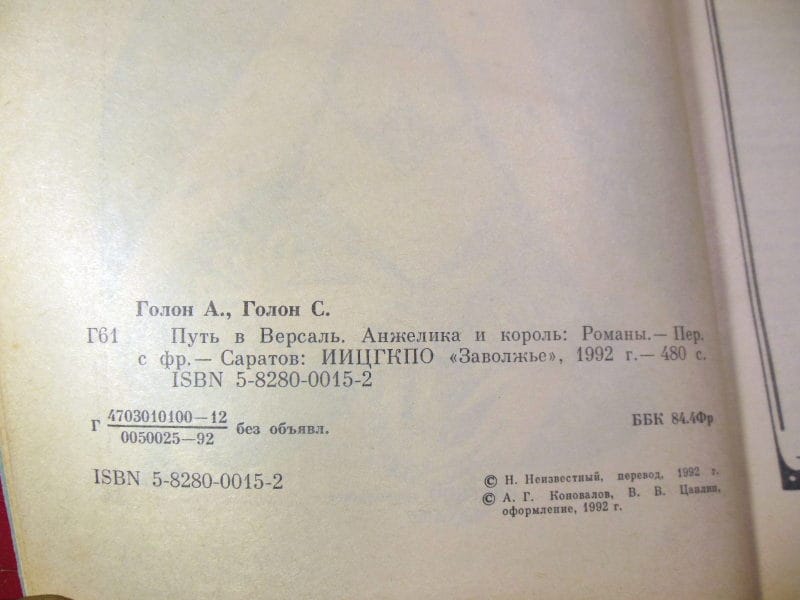 Голон А., Голон С.
Г61 Путь в Версаль. Анжелика и король: Романы.— Пер.
с фр.— Саратов: ИИЦГКПО «Заволжье», 1992 г.— 480 с.
ISBN 5-8280-0015-2
Г 4703010100—12
0050025—92 без объявл.
ББК 84.4Фр
ISBN 5-8280-0015-2
© Н. Неизвестный, перевод, 1992 г.
© А. Г. Коновалов, В. В. Цаплин,
оформление, 1992 г.